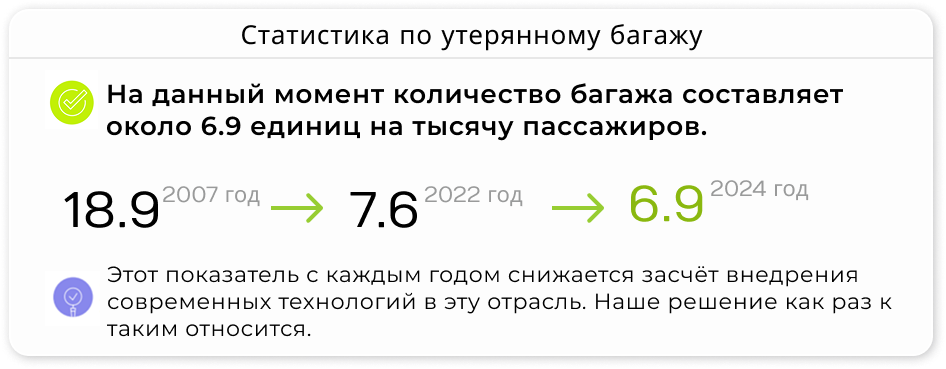 Статистика по утерянному багажу
На данный момент количество багажа составляет
около 6.9 единиц на тысячу пассажиров.
18.9 2007 год → 7.6 2022 год → 6.9 2024 год
Этот показатель с каждым годом снижается засчёт внедрения
современных технологий в эту отрасль. Наше решение как раз к
таким относится.